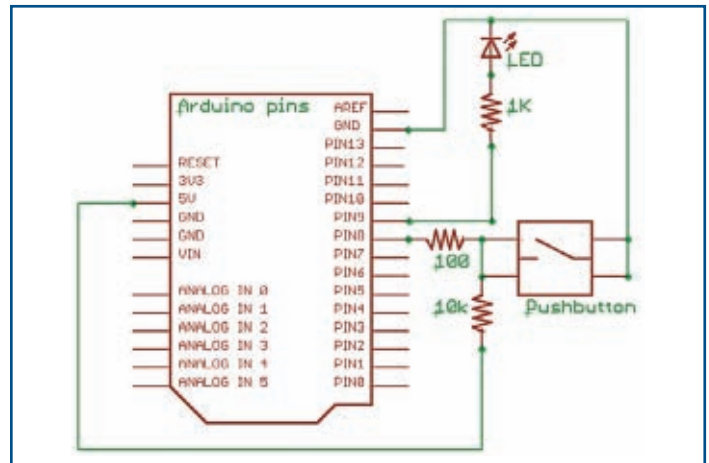 LED
Arduino pins
AREF
1K
GND
PIN13
RESET
PIN12
3V3
PIN11
5V
PIN10
GND
PIN9
GND
PIN8
100
VIN
PIN7
PIN6
ANALOG IN 0
PIN5
10k
Pushbutton
ANALOG IN 1
PIN4
ANALOG IN 2
PIN3
ANALOG IN 3
PIN2
ANALOG IN 4
PIN1
ANALOG IN 5
PIN0